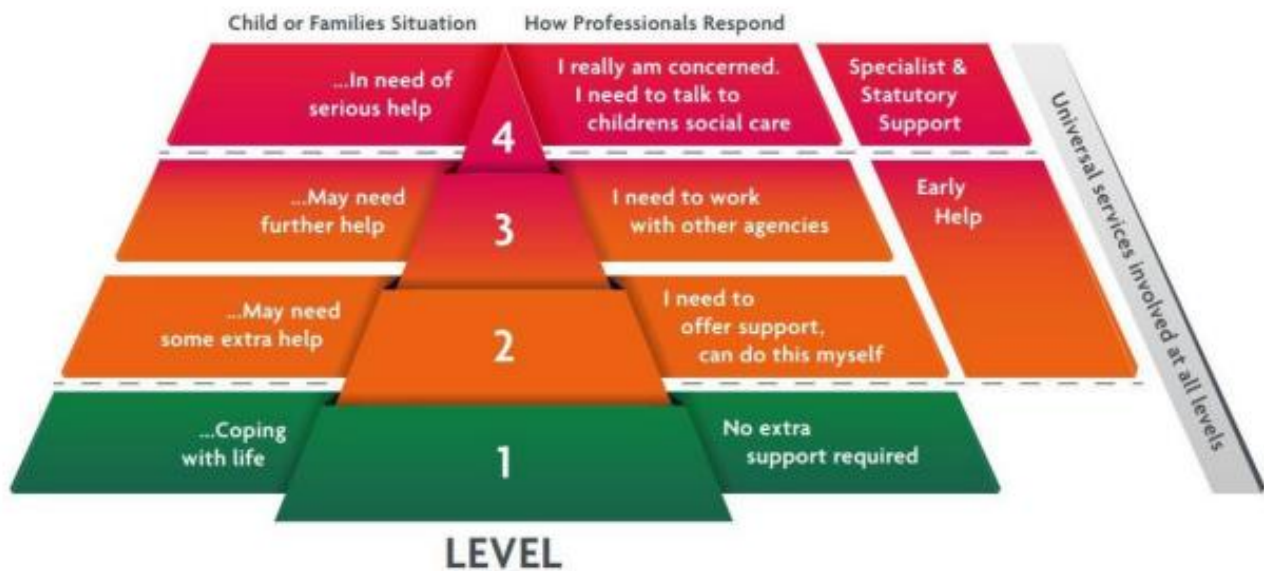 Child or Families Situation
How Professionals Respond
...In need of
serious help
4
I really am concerned.
I need to talk to
childrens social care
Specialist &
Statutory
Support
...May need
further help
3
I need to work
with other agencies
Early
Help
...May need
some extra help
2
I need to
offer support,
can do this myself
...Coping
with life
1
No extra
support required
Universal services involved at all levels
LEVEL